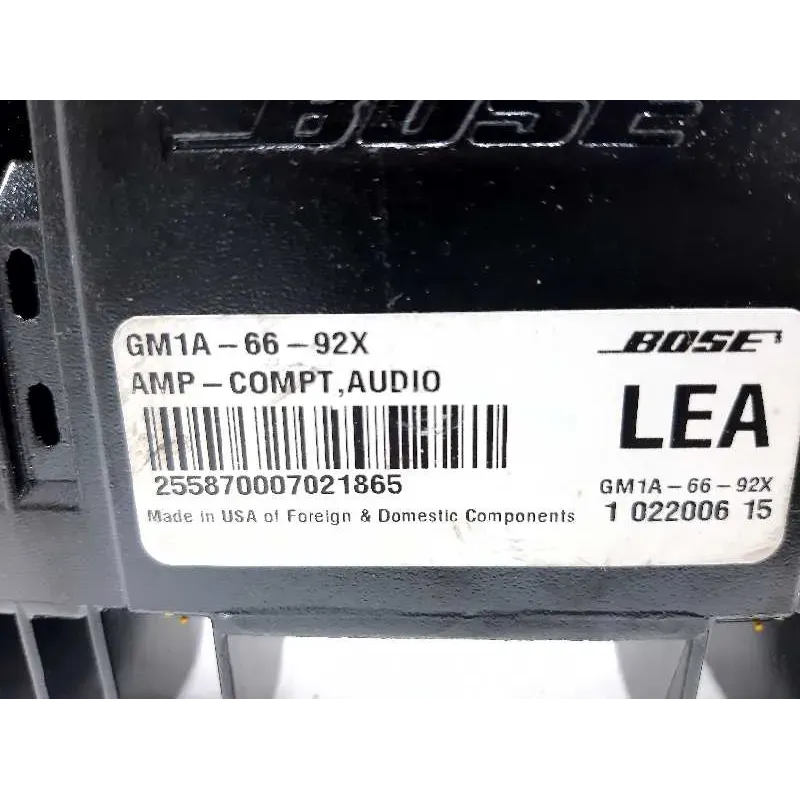 BOSE
GM1A-66-92X
BOSE
AMP-COMPT,AUDIO
LEA
255870007021865
GM1A-66-92X
Made in USA of Foreign & Domestic Components
1 022006 15